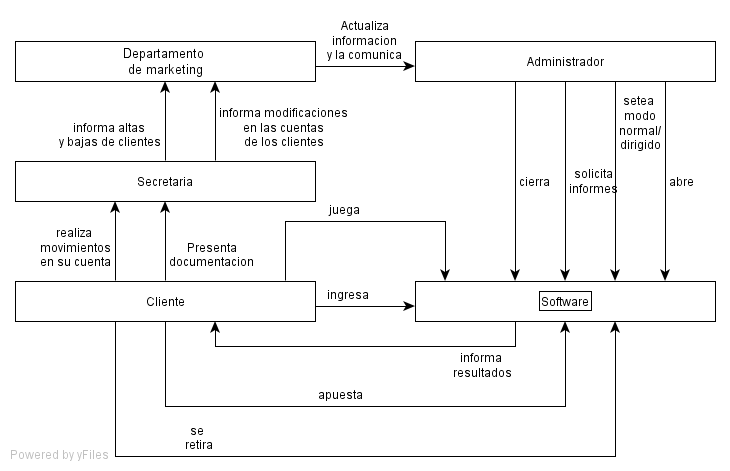 Actualiza
informacion
y la comunica
Departamento
de marketing
Administrador
informa altas
y bajas de clientes
informa modificaciones
en las cuentas
de los clientes
setea
modo
normal/
dirigido
cierra
solicita
informes
abre
Secretaria
realiza
movimientos
en su cuenta
Presenta
documentacion
juega
Cliente
ingresa
Software
informa
resultados
apuesta
se
retira
Powered by yFiles